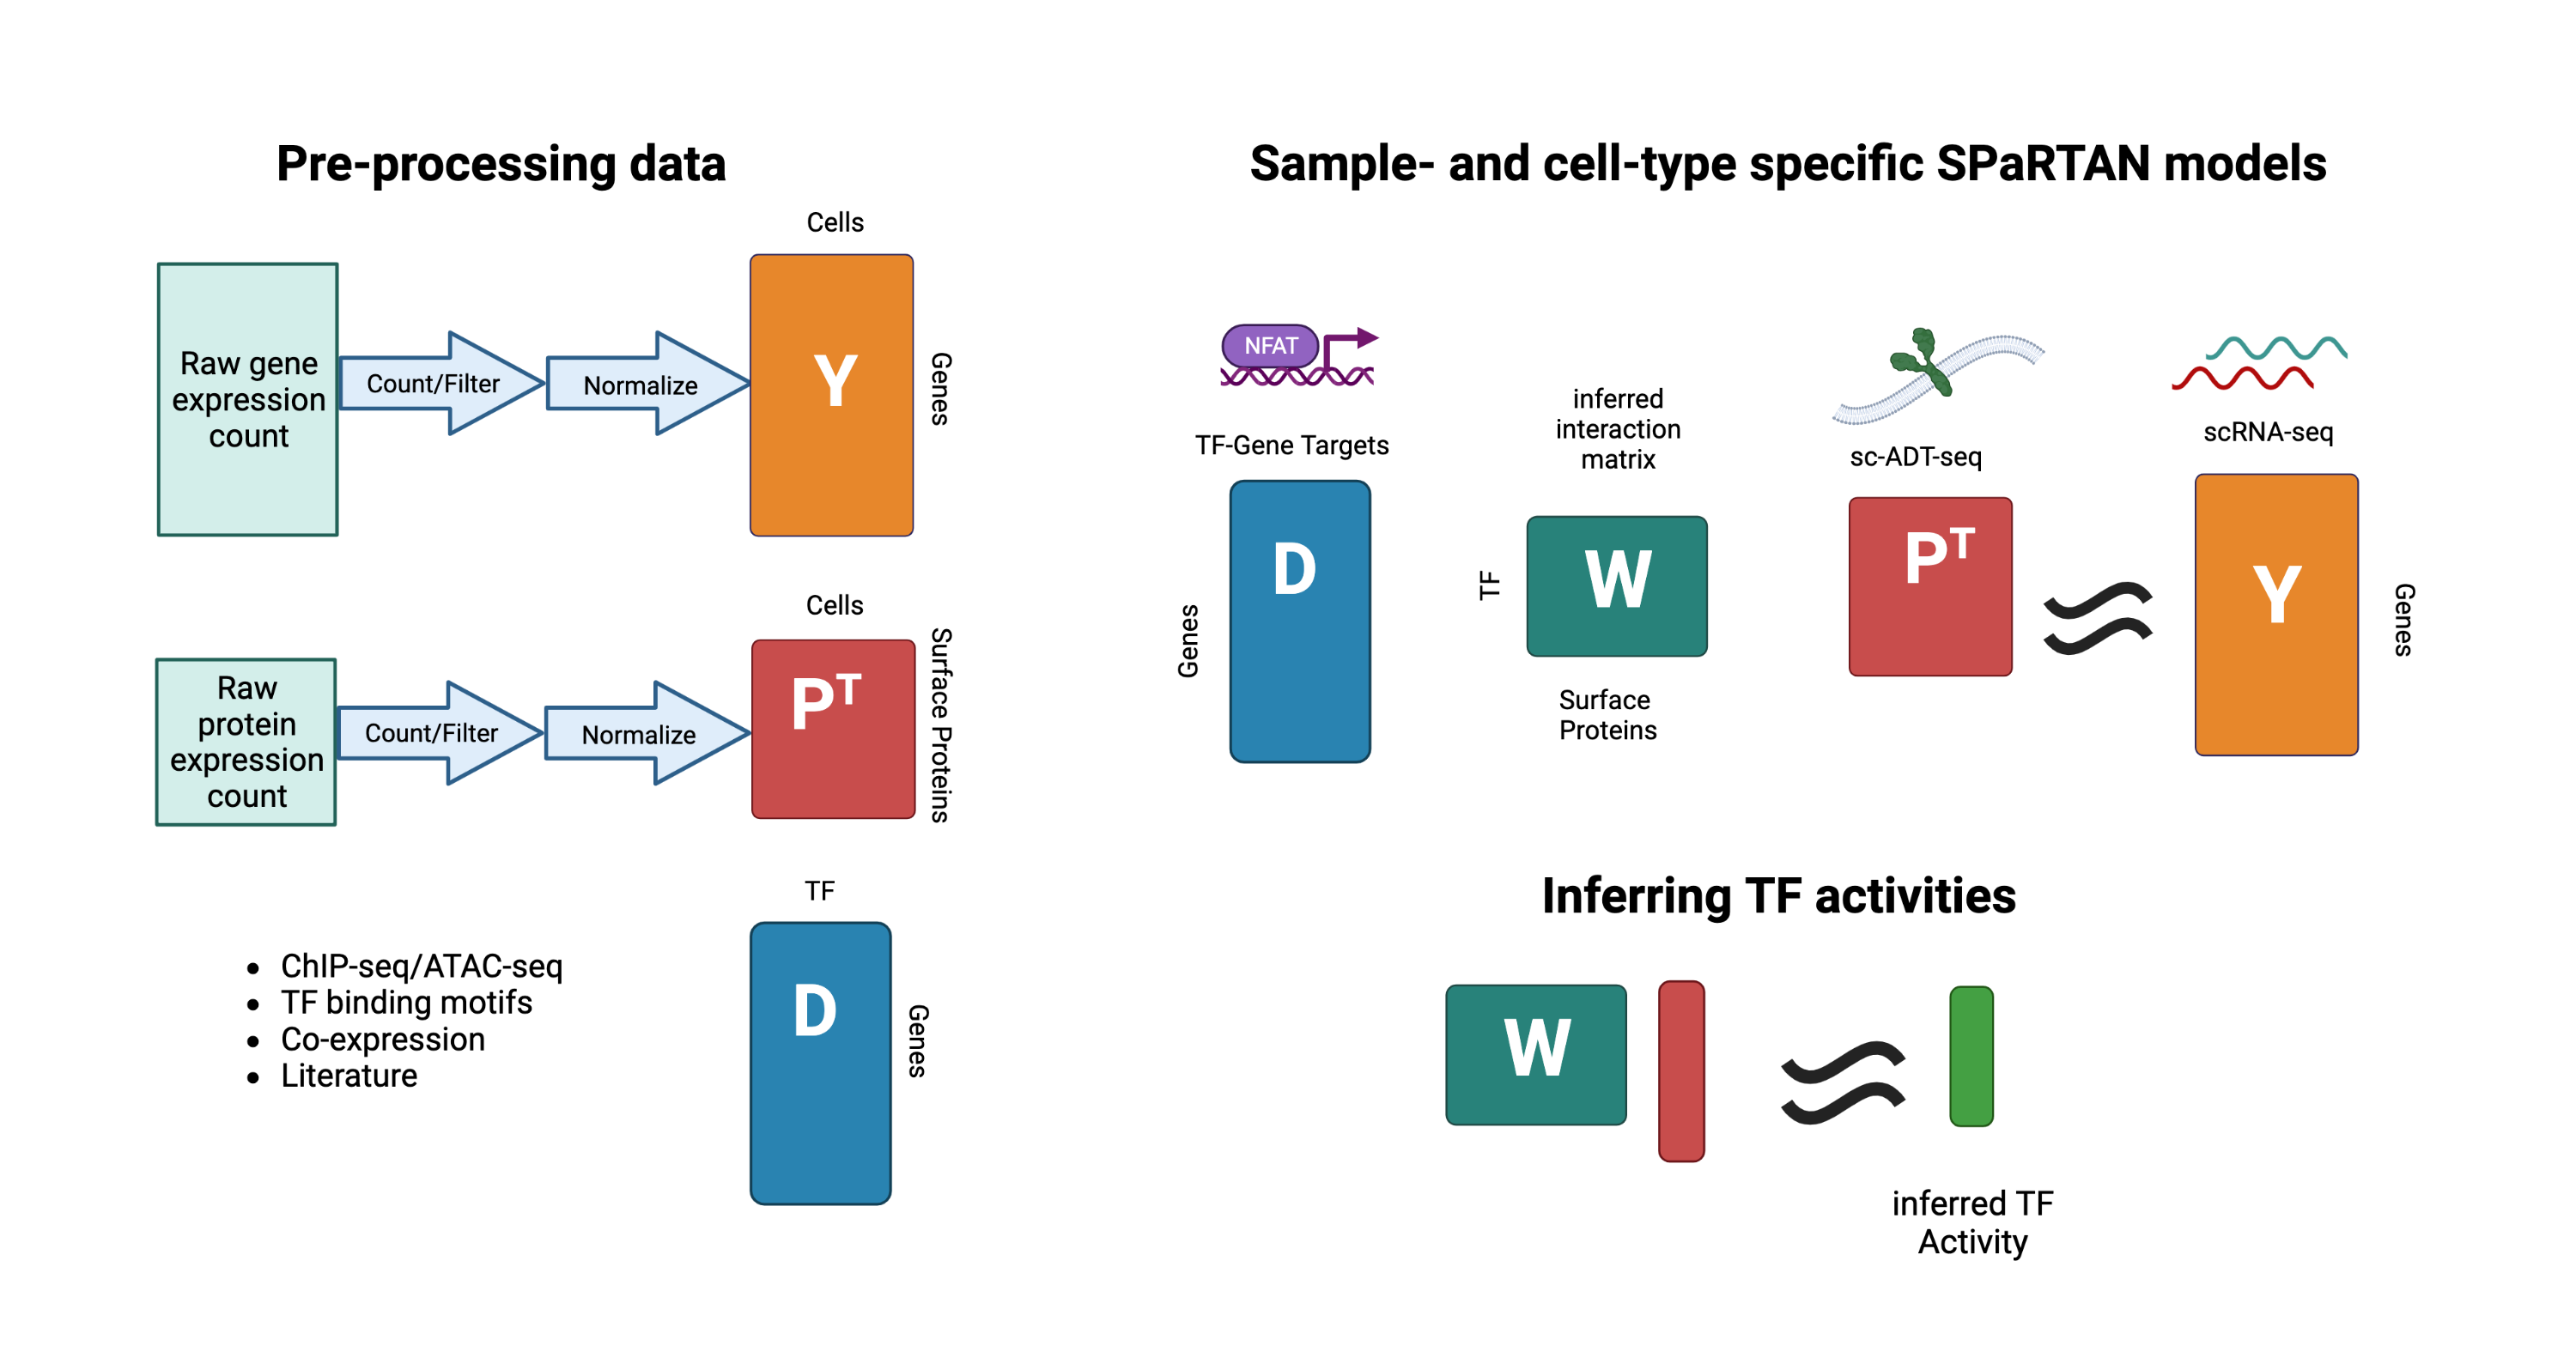 Pre-processing data
Cells
Raw gene
expression
count
Count/Filter
Normalize
Y
Genes
Cells
Raw
protein
expression
count
Count/Filter
Normalize
Pᵀ
Surface Proteins
TF
• ChIP-seq/ATAC-seq
• TF binding motifs
• Co-expression
• Literature
D
Genes
Sample- and cell-type specific SPaRTAN models
NFAT
TF-Gene Targets
Genes
D
inferred
interaction
matrix
TF
W
Surface
Proteins
sc-ADT-seq
Pᵀ
scRNA-seq
Y
Genes
Inferring TF activities
W
inferred TF
Activity